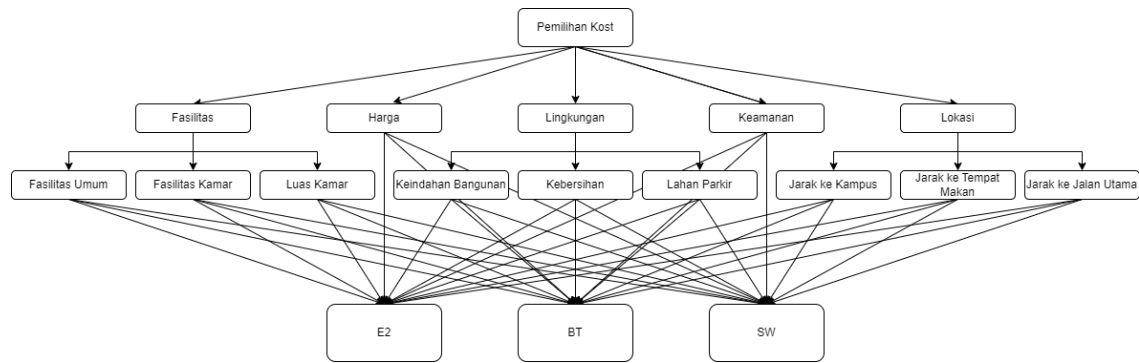 Pemilihan Kost
Fasilitas
Harga
Lingkungan
Keamanan
Lokasi
Fasilitas Umum
Fasilitas Kamar
Luas Kamar
Keindahan Bangunan
Kebersihan
Lahan Parkir
Jarak ke Kampus
Jarak ke Tempat
Makan
Jarak ke Jalan Utama
E2
BT
SW